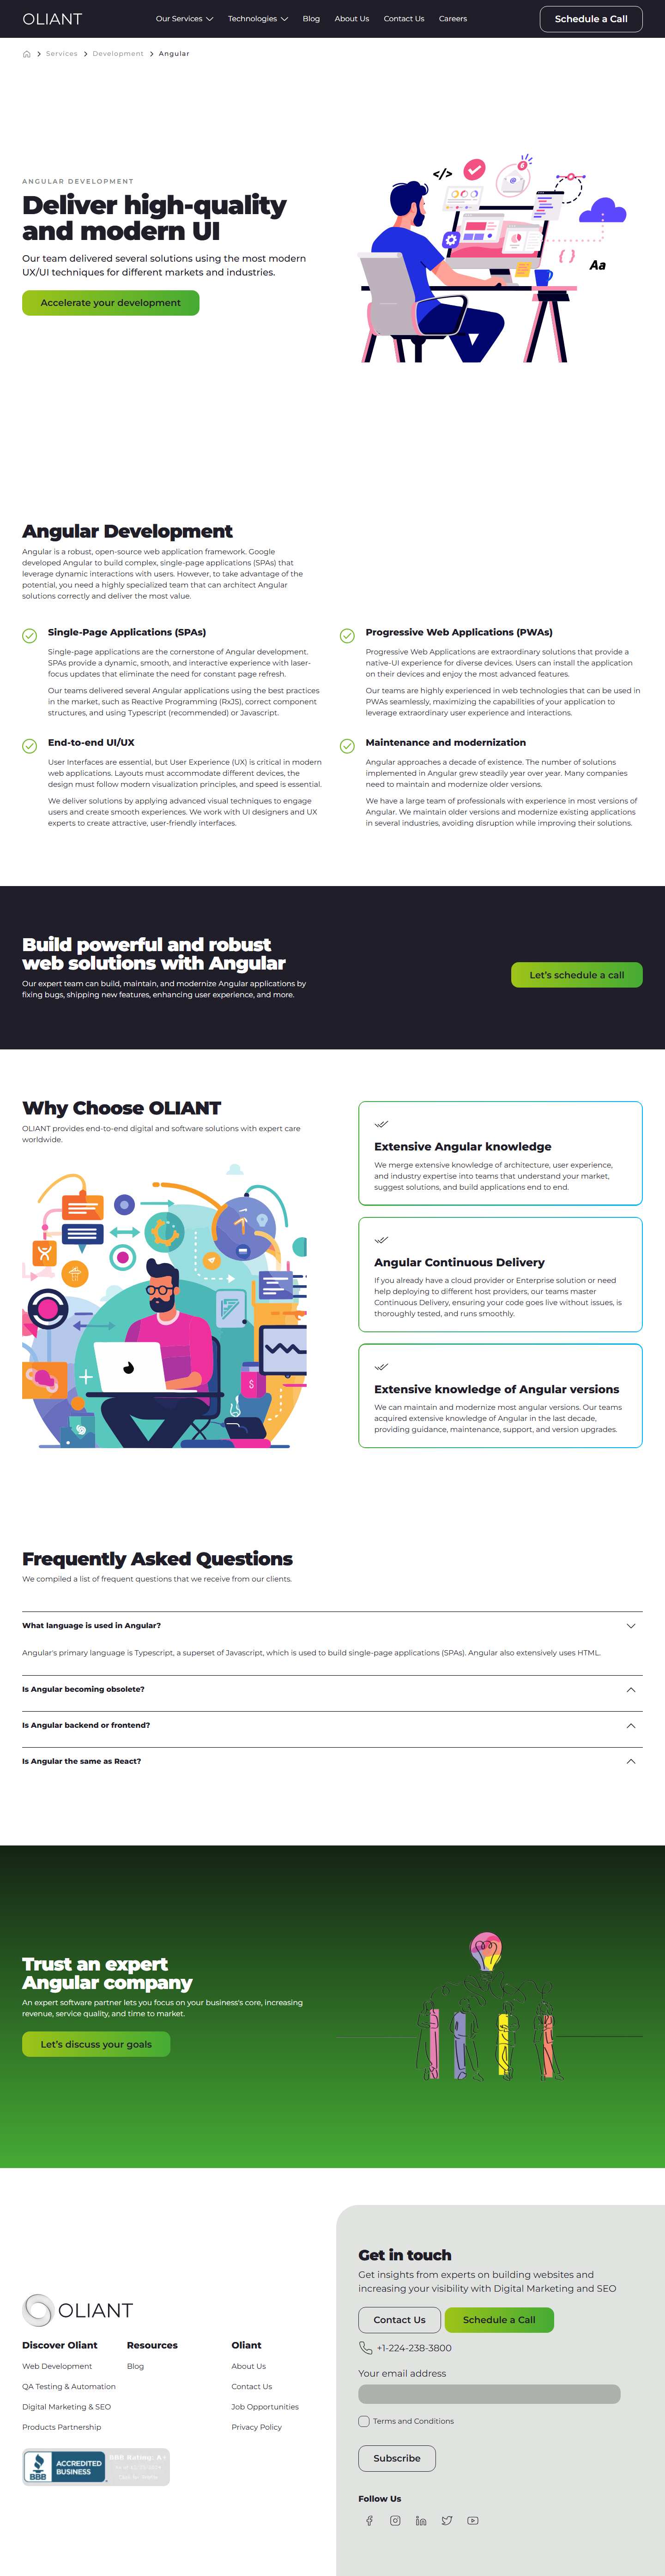 OLIANT
Our Services
Technologies
Blog
About Us
Contact Us
Careers
Schedule a Call
Services
Development
Angular
ANGULAR DEVELOPMENT
Deliver high-quality
and modern UI
Our team delivered several solutions using the most modern
UX/UI techniques for different markets and industries.
Accelerate your development
</>
{ }
Aa
Angular Development
Angular is a robust, open-source web application framework. Google
developed Angular to build complex, single-page applications (SPAs) that
leverage dynamic interactions with users. However, to take advantage of the
potential, you need a highly specialized team that can architect Angular
solutions correctly and deliver the most value.
Single-Page Applications (SPAs)
Single-page applications are the cornerstone of Angular development.
SPAs provide a dynamic, smooth, and interactive experience with laser-
focus updates that eliminate the need for constant page refresh.
Our teams delivered several Angular applications using the best practices
in the market, such as Reactive Programming (RxJS), correct component
structures, and using Typescript (recommended) or Javascript.
Progressive Web Applications (PWAs)
Progressive Web Applications are extraordinary solutions that provide a
native-UI experience for diverse devices. Users can install the application
on their devices and enjoy the most advanced features.
Our teams are highly experienced in web technologies that can be used in
PWAs seamlessly, maximizing the capabilities of your application to
leverage extraordinary user experience and interactions.
End-to-end UI/UX
User Interfaces are essential, but User Experience (UX) is critical in modern
web applications. Layouts must accommodate different devices, the
design must follow modern visualization principles, and speed is essential.
We deliver solutions by applying advanced visual techniques to engage
users and create smooth experiences. We work with UI designers and UX
experts to create attractive, user-friendly interfaces.
Maintenance and modernization
Angular approaches a decade of existence. The number of solutions
implemented in Angular grew steadily year over year. Many companies
need to maintain and modernize older versions.
We have a large team of professionals with experience in most versions of
Angular. We maintain older versions and modernize existing applications
in several industries, avoiding disruption while improving their solutions.
Build powerful and robust
web solutions with Angular
Our expert team can build, maintain, and modernize Angular applications by
fixing bugs, shipping new features, enhancing user experience, and more.
Let's schedule a call
Why Choose OLIANT
OLIANT provides end-to-end digital and software solutions with expert care
worldwide.
Extensive Angular knowledge
We merge extensive knowledge of architecture, user experience,
and industry expertise into teams that understand your market,
suggest solutions, and build applications end to end.
Angular Continuous Delivery
If you already have a cloud provider or Enterprise solution or need
help deploying to different host providers, our teams master
Continuous Delivery, ensuring your code goes live without issues, is
thoroughly tested, and runs smoothly.
Extensive knowledge of Angular versions
We can maintain and modernize most angular versions. Our teams
acquired extensive knowledge of Angular in the last decade,
providing guidance, maintenance, support, and version upgrades.
Frequently Asked Questions
We compiled a list of frequent questions that we receive from our clients.
What language is used in Angular?
Angular's primary language is Typescript, a superset of Javascript, which is used to build single-page applications (SPAs). Angular also extensively uses HTML.
Is Angular becoming obsolete?
Is Angular backend or frontend?
Is Angular the same as React?
Trust an expert
Angular company
An expert software partner lets you focus on your business's core, increasing
revenue, service quality, and time to market.
Let's discuss your goals
OLIANT
Discover Oliant
Web Development
QA Testing & Automation
Digital Marketing & SEO
Products Partnership
Resources
Blog
Oliant
About Us
Contact Us
Job Opportunities
Privacy Policy
BBB
ACCREDITED
BUSINESS
BBB Rating: A+
Get in touch
Get insights from experts on building websites and
increasing your visibility with Digital Marketing and SEO
Contact Us
Schedule a Call
+1-224-238-3800
Your email address
Terms and Conditions
Subscribe
Follow Us